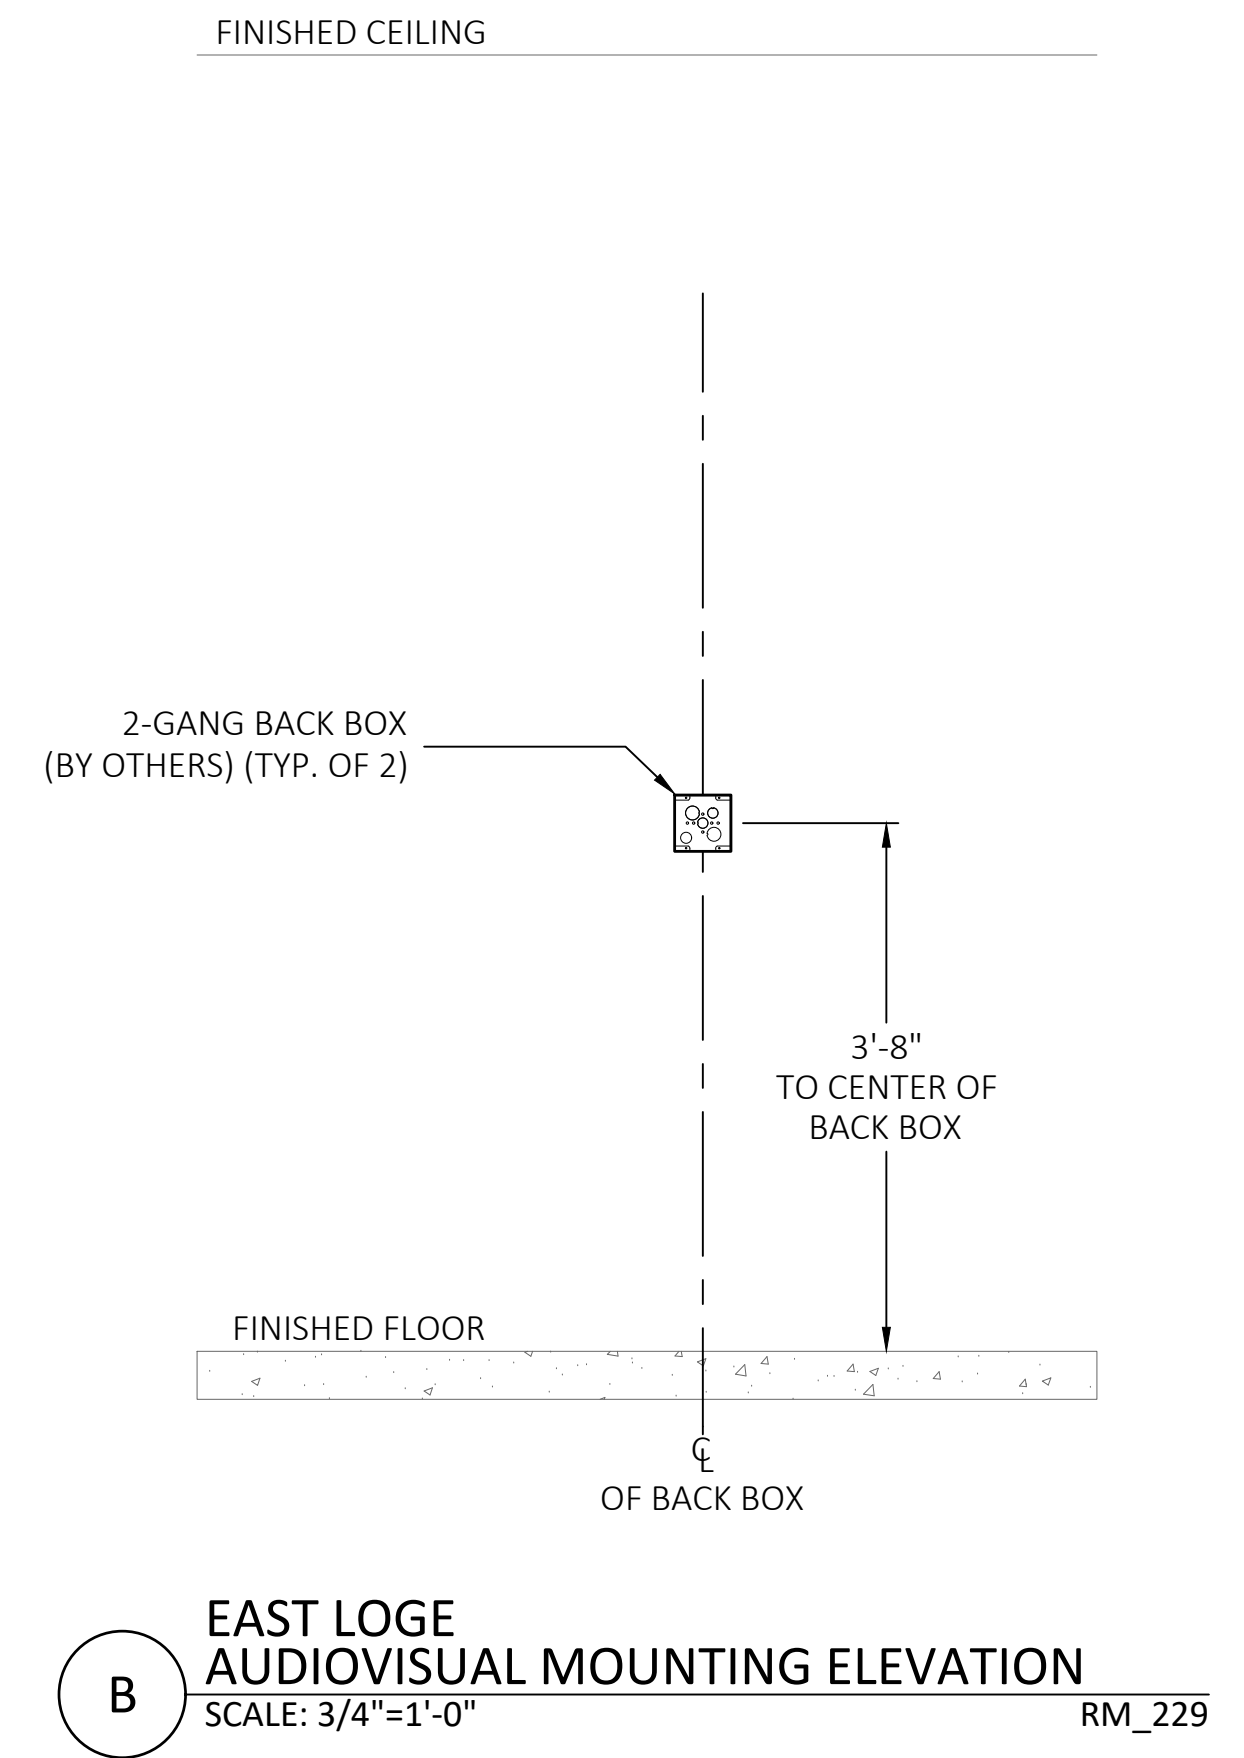 FINISHED CEILING
2-GANG BACK BOX
(BY OTHERS) (TYP. OF 2)
3'-8"
TO CENTER OF
BACK BOX
FINISHED FLOOR
℄
OF BACK BOX
B
EAST LOGE
AUDIOVISUAL MOUNTING ELEVATION
SCALE: 3/4"=1'-0"
RM_229